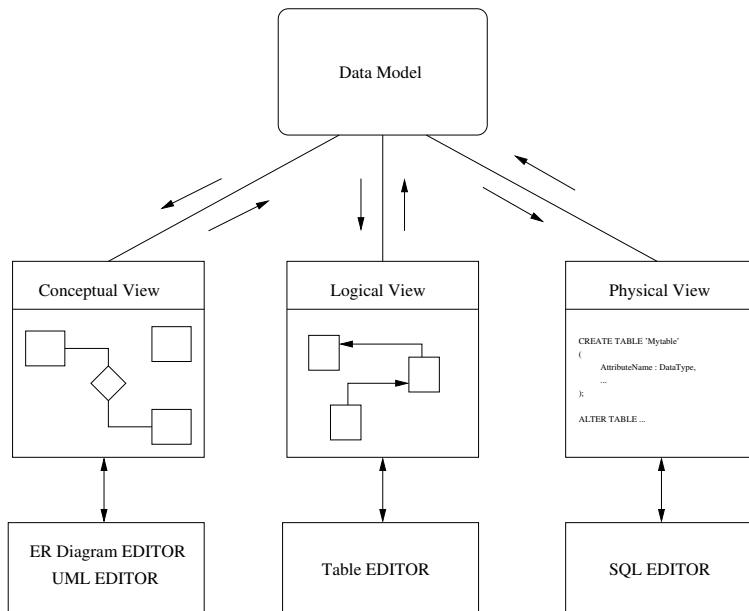 Data Model
Conceptual View
Logical View
Physical View
CREATE TABLE 'Mytable'
(
AttributeName : DataType,
...
);
ALTER TABLE ...
ER Diagram EDITOR
UML EDITOR
Table EDITOR
SQL EDITOR